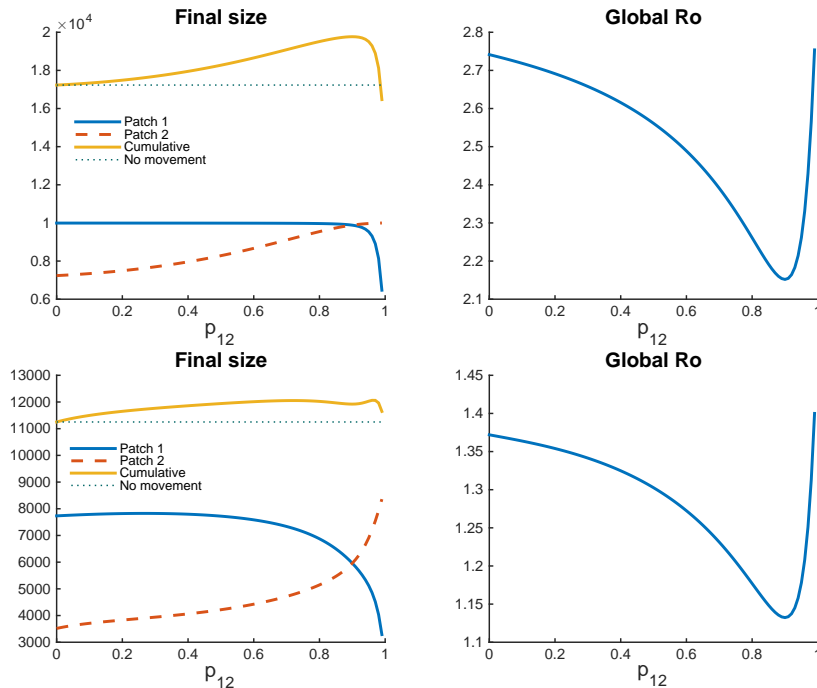 Final size
×10⁴
2
1.8
1.6
1.4
1.2
1
0.8
0.6
0 0.2 0.4 0.6 0.8 1
p₁₂
Patch 1
Patch 2
Cumulative
No movement
Global Ro
2.8
2.7
2.6
2.5
2.4
2.3
2.2
2.1
0 0.2 0.4 0.6 0.8 1
p₁₂
Final size
13000
12000
11000
10000
9000
8000
7000
6000
5000
4000
3000
0 0.2 0.4 0.6 0.8 1
p₁₂
Patch 1
Patch 2
Cumulative
No movement
Global Ro
1.45
1.4
1.35
1.3
1.25
1.2
1.15
1.1
0 0.2 0.4 0.6 0.8 1
p₁₂